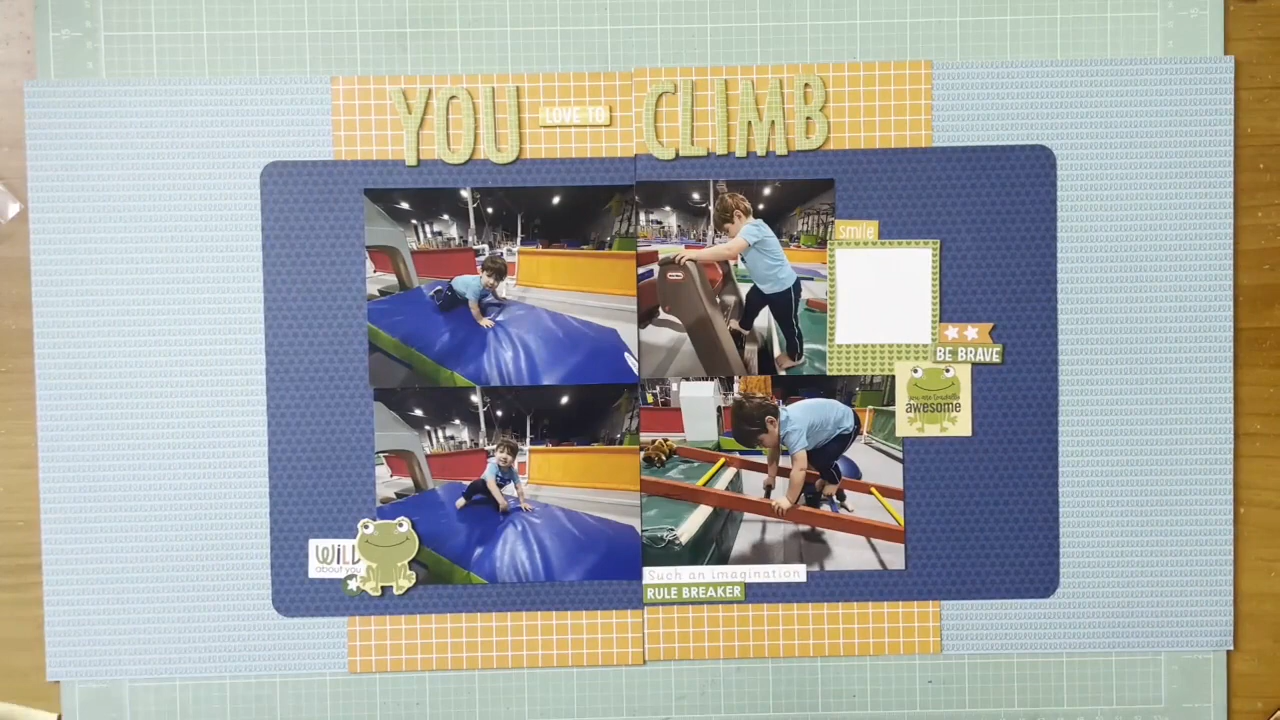 YOU LOVE TO CLIMB
smile
BE BRAVE
awesome
Will
about you
Such an imagination
RULE BREAKER